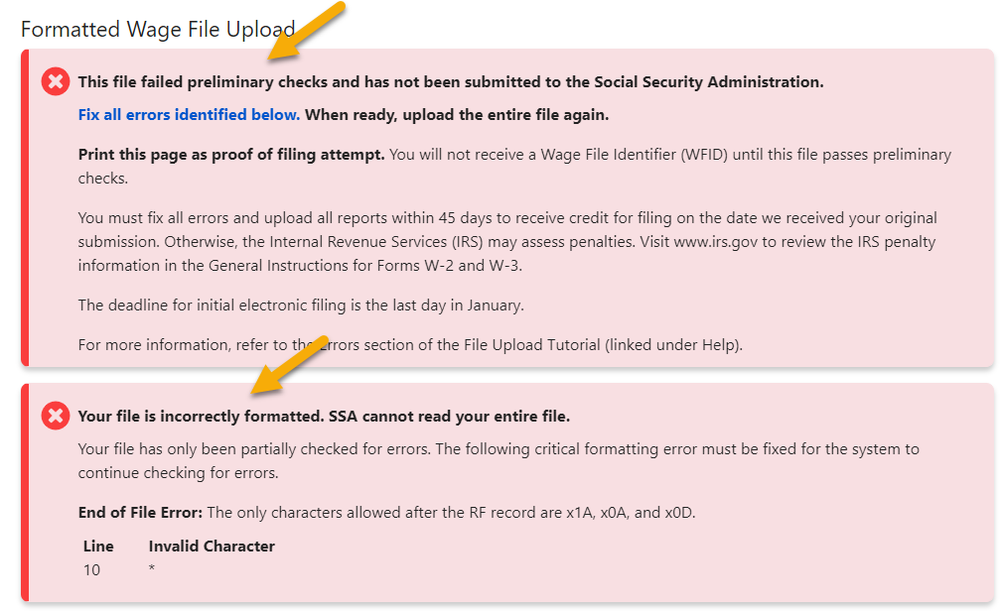 Formatted Wage File Upload
This file failed preliminary checks and has not been submitted to the Social Security Administration.
Fix all errors identified below. When ready, upload the entire file again.
Print this page as proof of filing attempt. You will not receive a Wage File Identifier (WFID) until this file passes preliminary
checks.
You must fix all errors and upload all reports within 45 days to receive credit for filing on the date we received your original
submission. Otherwise, the Internal Revenue Services (IRS) may assess penalties. Visit www.irs.gov to review the IRS penalty
information in the General Instructions for Forms W-2 and W-3.
The deadline for initial electronic filing is the last day in January.
For more information, refer to the Errors section of the File Upload Tutorial (linked under Help).
Your file is incorrectly formatted. SSA cannot read your entire file.
Your file has only been partially checked for errors. The following critical formatting error must be fixed for the system to
continue checking for errors.
End of File Error: The only characters allowed after the RF record are x1A, x0A, and x0D.
Line Invalid Character
10 *